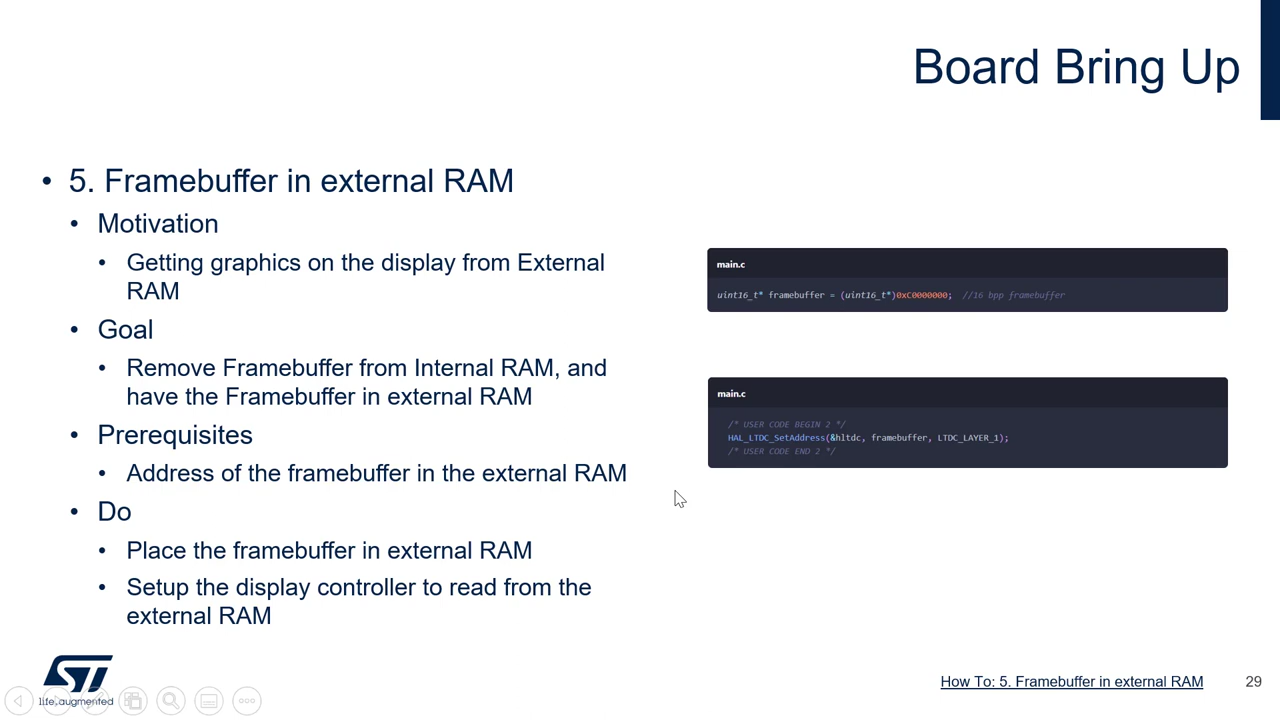 Board Bring Up
• 5. Framebuffer in external RAM
• Motivation
• Getting graphics on the display from External
RAM
• Goal
• Remove Framebuffer from Internal RAM, and
have the Framebuffer in external RAM
• Prerequisites
• Address of the framebuffer in the external RAM
• Do
• Place the framebuffer in external RAM
• Setup the display controller to read from the
external RAM
main.c
uint16_t* framebuffer = (uint16_t*)0xC0000000; //16 bpp framebuffer
main.c
/* USER CODE BEGIN 2 */
HAL_LTDC_SetAddress(&hltdc, framebuffer, LTDC_LAYER_1);
/* USER CODE END 2 */
ST
life.augmented
How To: 5. Framebuffer in external RAM
29